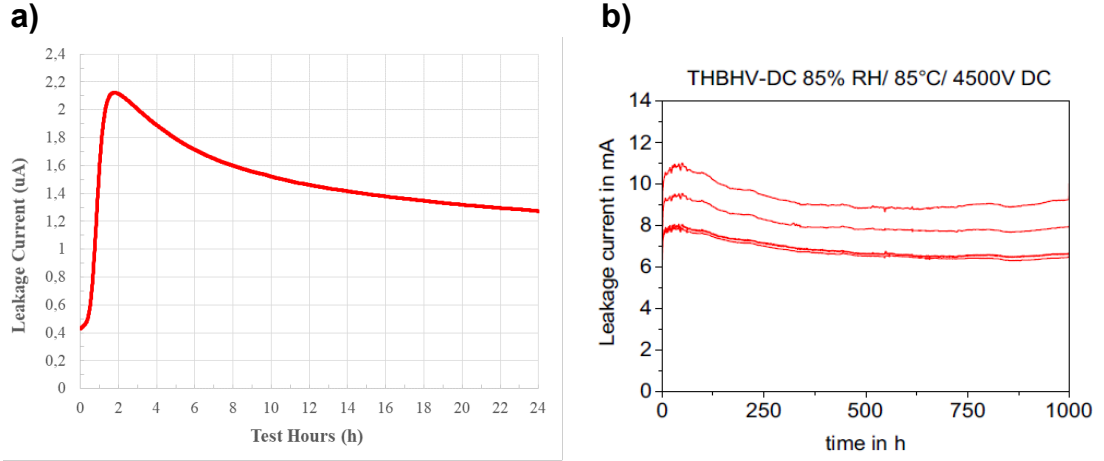 a)
2,4
2,2
2
1,8
1,6
1,4
1,2
1
0,8
0,6
0,4
0,2
0
Leakage Current (uA)
0 2 4 6 8 10 12 14 16 18 20 22 24
Test Hours (h)
b)
THBHV-DC 85% RH/ 85°C/ 4500V DC
14
12
10
8
6
4
2
0
Leakage current in mA
0 250 500 750 1000
time in h